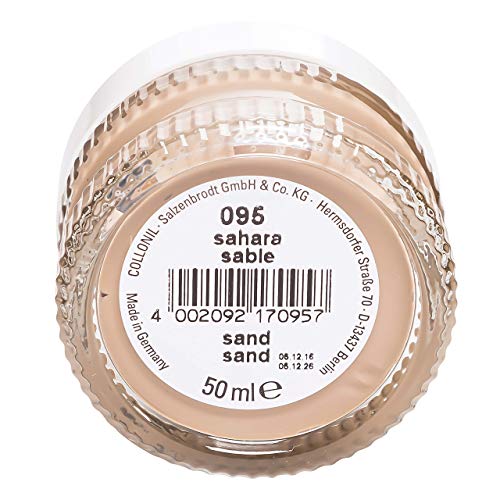 COLLONIL - Salzenbrodt GmbH & Co. KG - Hermsdorfer Straße 70 - D-13437 Berlin
095
sahara
sable
4 002092 170957
sand
sand
06.12.16
06.12.26
50 ml e
Made in Germany